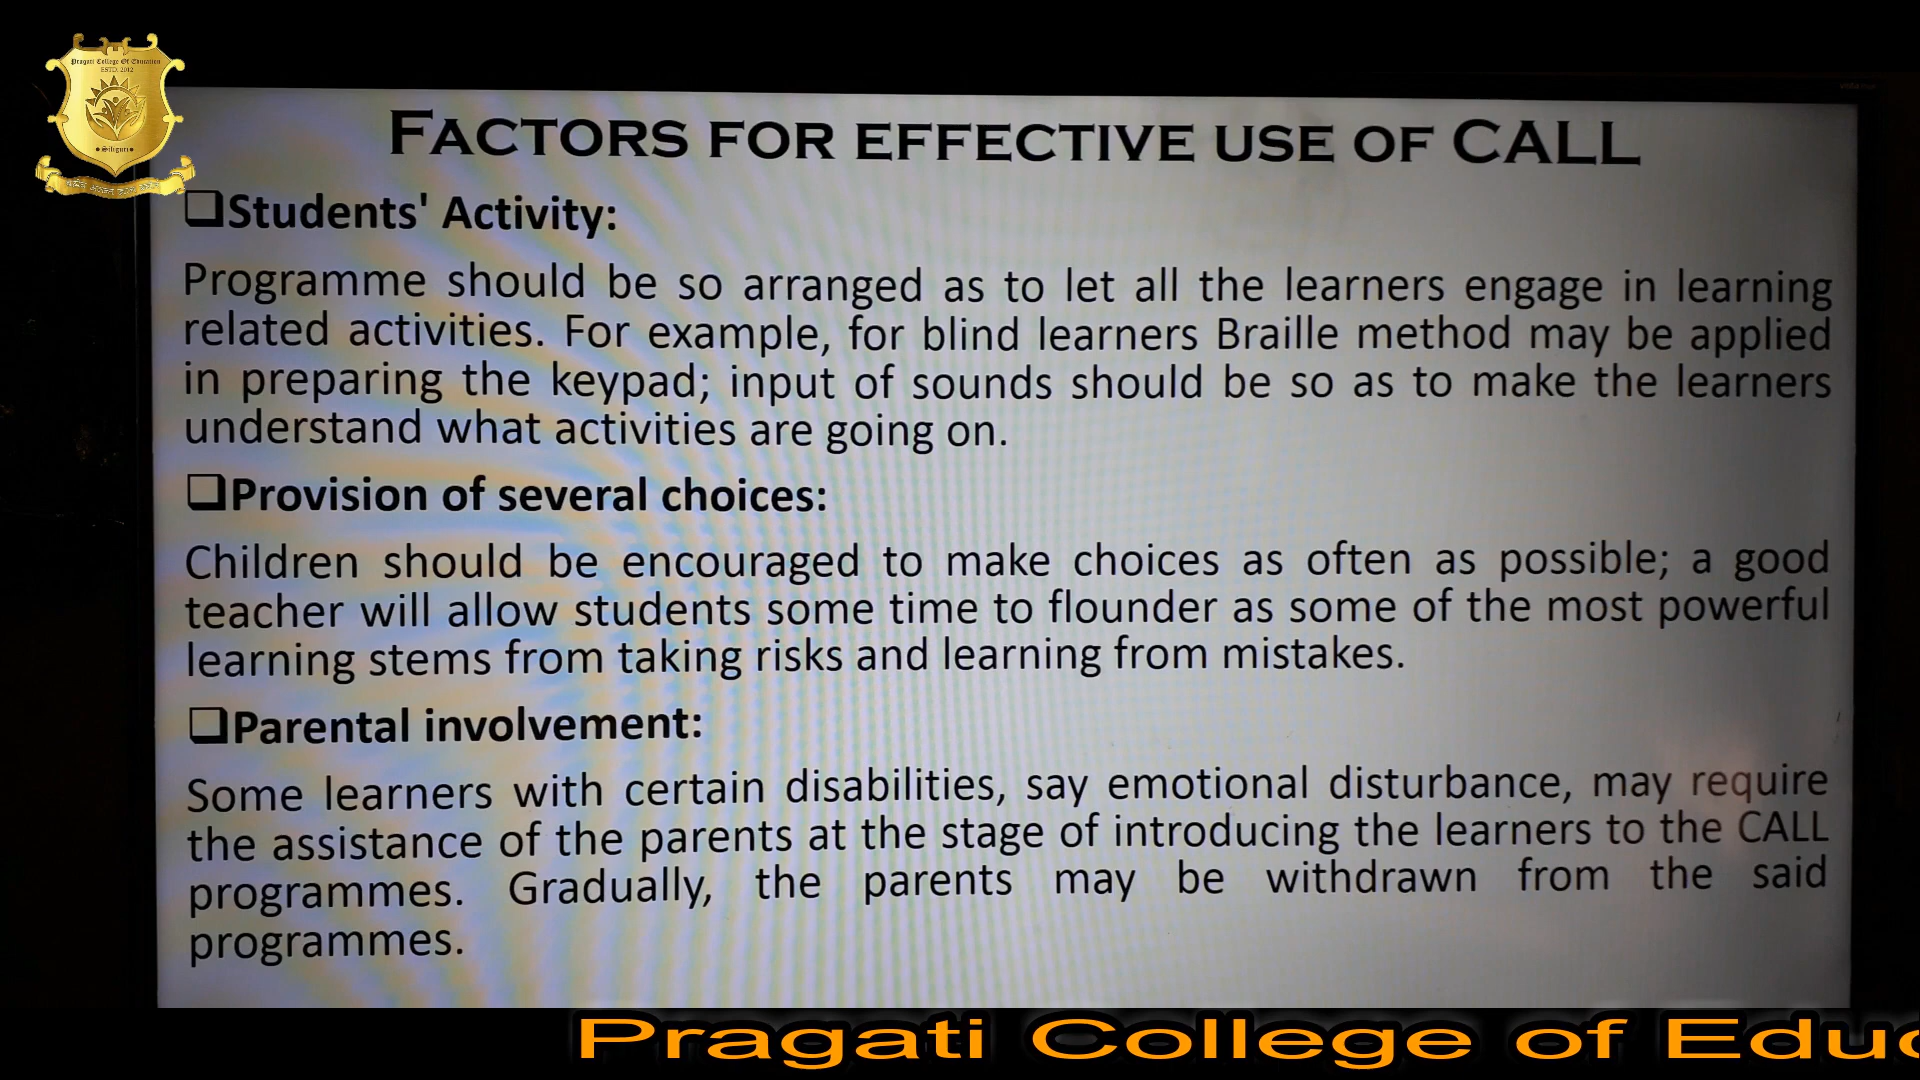 Pragati College Of Education
ESTD. 2012
Siliguri
FACTORS FOR EFFECTIVE USE OF CALL
Students' Activity:
Programme should be so arranged as to let all the learners engage in learning
related activities. For example, for blind learners Braille method may be applied
in preparing the keypad; input of sounds should be so as to make the learners
understand what activities are going on.
Provision of several choices:
Children should be encouraged to make choices as often as possible; a good
teacher will allow students some time to flounder as some of the most powerful
learning stems from taking risks and learning from mistakes.
Parental involvement:
Some learners with certain disabilities, say emotional disturbance, may require
the assistance of the parents at the stage of introducing the learners to the CALL
programmes. Gradually, the parents may be withdrawn from the said
programmes.
Pragati College of Educ